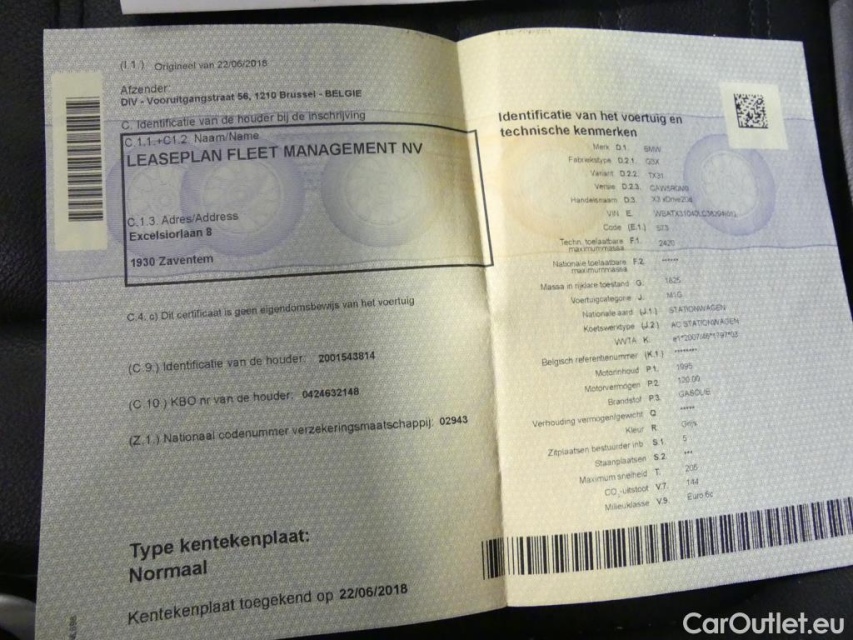 (I 1) Origineel van 22/06/2018
Afzender:
DIV - Vooruitgangstraat 56, 1210 Brussel - BELGIE
C. Identificatie van de houder bij de inschrijving
C.1.1.+C1.2. Naam/Name
LEASEPLAN FLEET MANAGEMENT NV
C.1.3. Adres/Address
Excelsiorlaan 8
1930 Zaventem
C.4. c) Dit certificaat is geen eigendomsbewijs van het voertuig
(C.9.) Identificatie van de houder: 2001543814
(C.10.) KBO nr van de houder: 0424632148
(Z.1.) Nationaal codenummer verzekeringsmaatschappij: 02943
Type kentekenplaat:
Normaal
Kentekenplaat toegekend op 22/06/2018
Identificatie van het voertuig en
technische kenmerken
Merk D.1. BMW
Fabriekstype D.2.1. G3X
Variant D.2.2. TX31
Versie D.2.3.
Handelsnaam D.3. X3 xDrive20d
VIN E.
Code (E.1.) 573
Techn. toelaatbare F.1. 2420
maximummassa
Nationale toelaatbare F.2. *****
maximummassa
Massa in rijklare toestand G. 1825
Voertuigcategorie J. M1G
Nationale aard (J.1) STATIONWAGEN
Koetswerktype (J.2) AC STATIONWAGEN
WVTA K.
Belgisch referentienummer (K.1)
Motorinhoud P.1. 1995
Motorvermogen P.2. 120.00
Brandstof P.3. GASOLIE
Verhouding vermogen/gewicht Q. *****
Kleur R. Grijs
Zitplaatsen bestuurder inb S.1. 5
Staanplaatsen S.2. ***
Maximum snelheid T. 205
CO₂-uitstoot V.7. 144
Milieuklasse V.9. Euro 6c
CarOutlet.eu